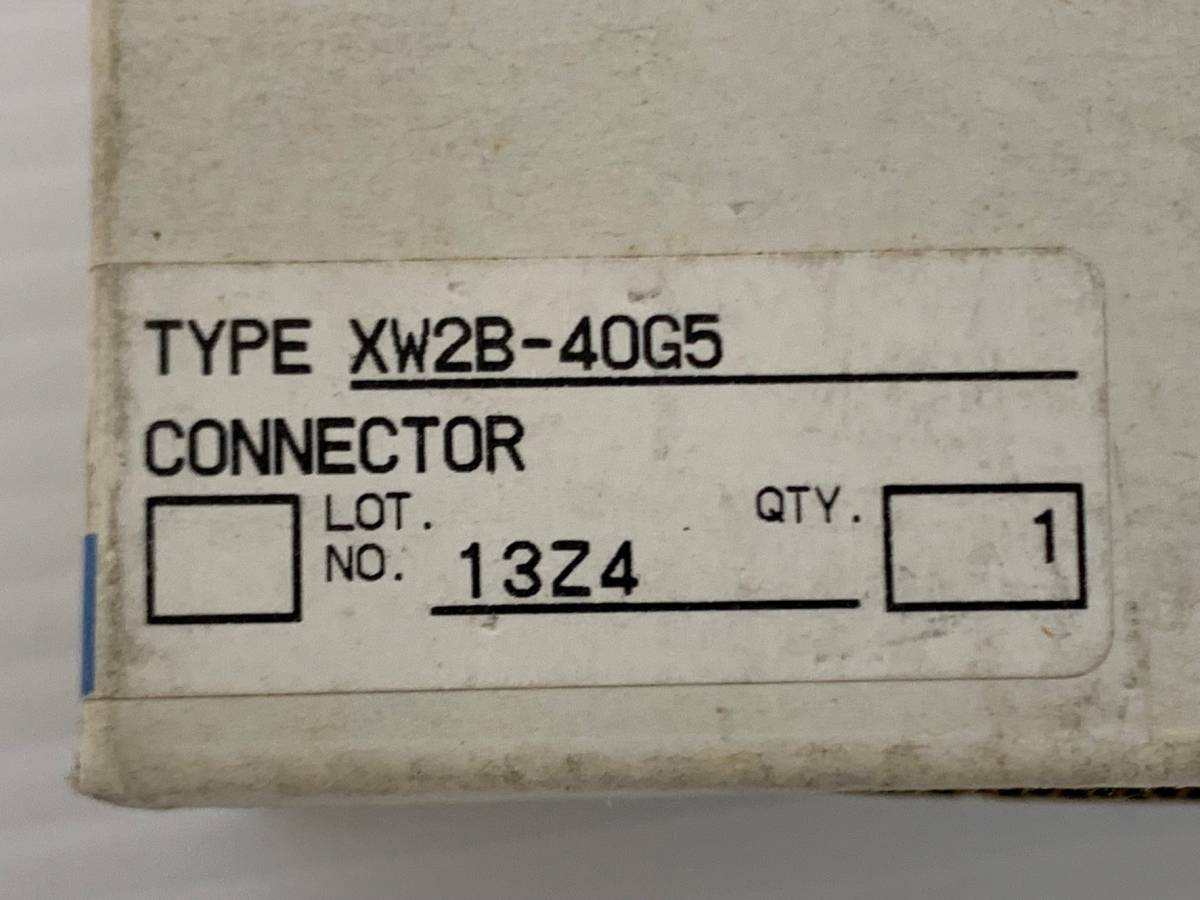 TYPE XW2B-40G5
CONNECTOR
LOT. NO. 13Z4 QTY. 1